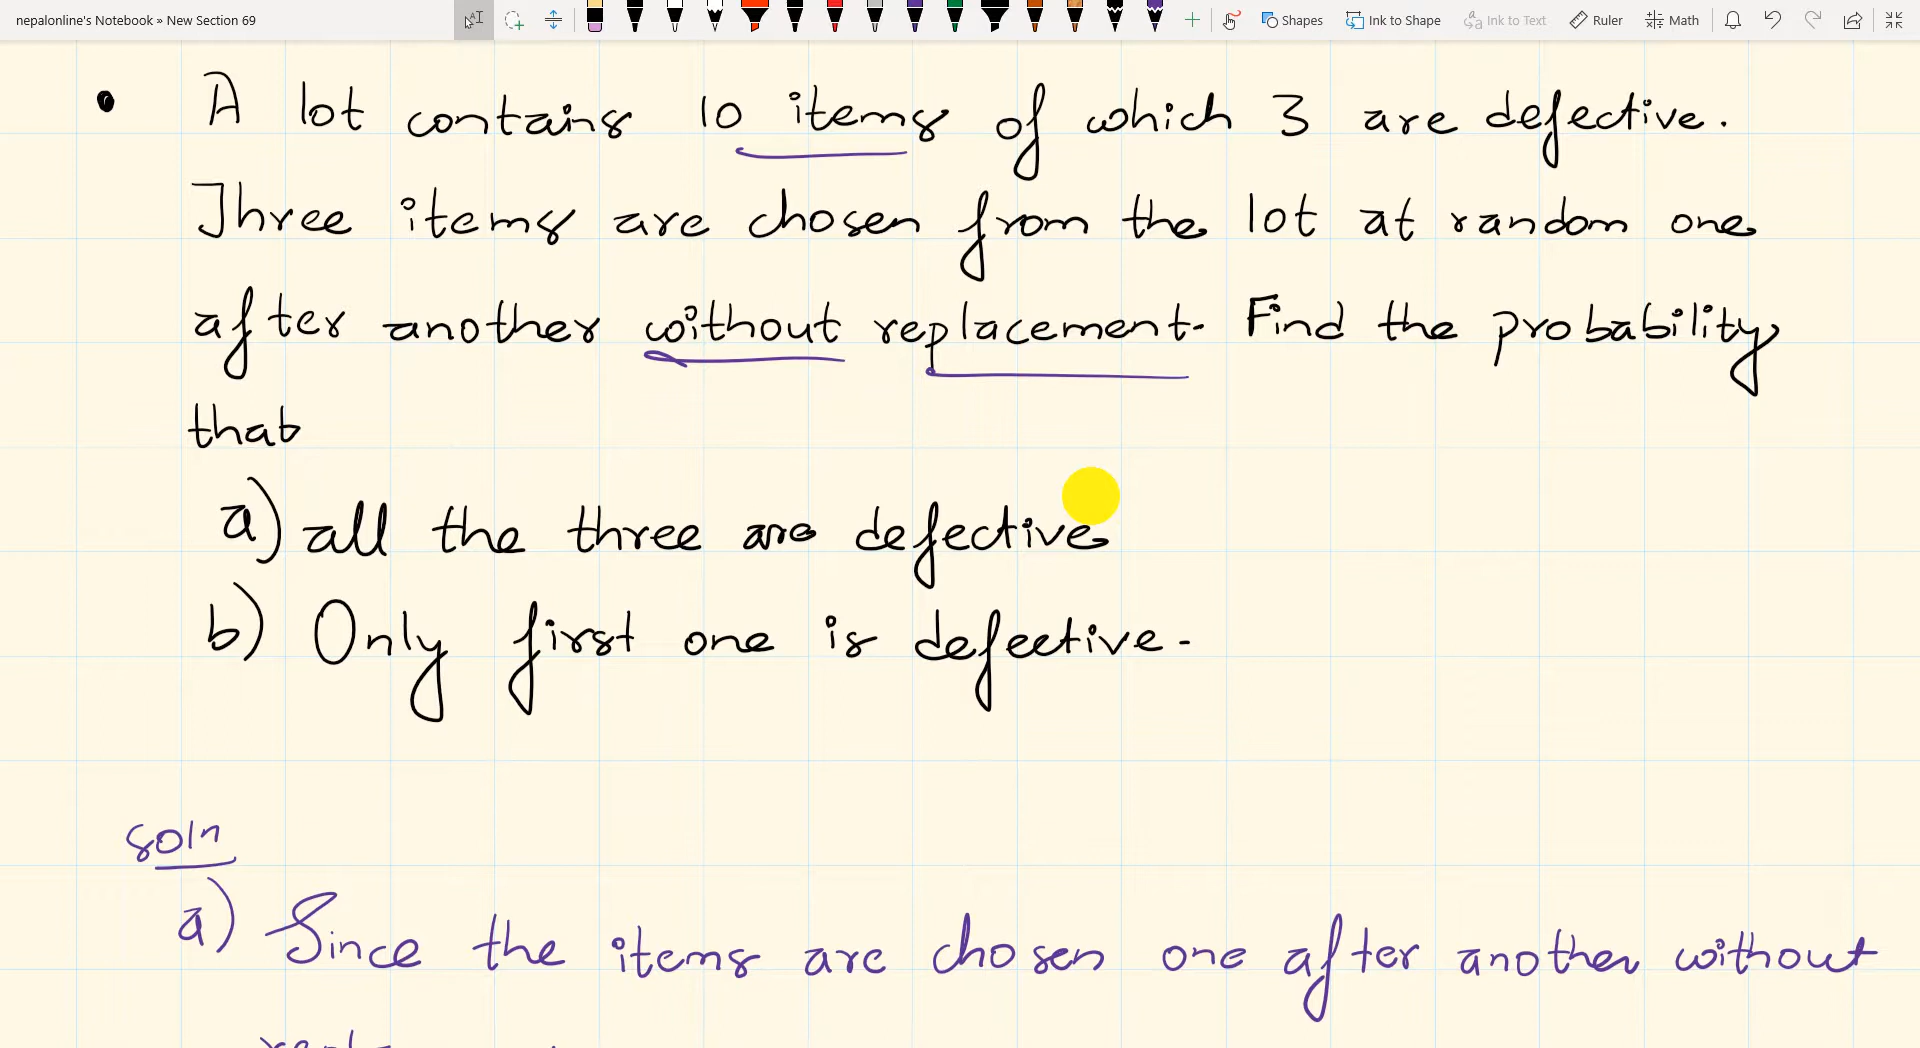 nepalonline's Notebook » New Section 69
Shapes Ink to Shape Ink to Text Ruler Math
• A lot contains 10 items of which 3 are defective.
Three items are chosen from the lot at random one
after another without replacement. Find the probability
that
a) all the three are defective
b) Only first one is defective.
soln
a) Since the items are chosen one after another without